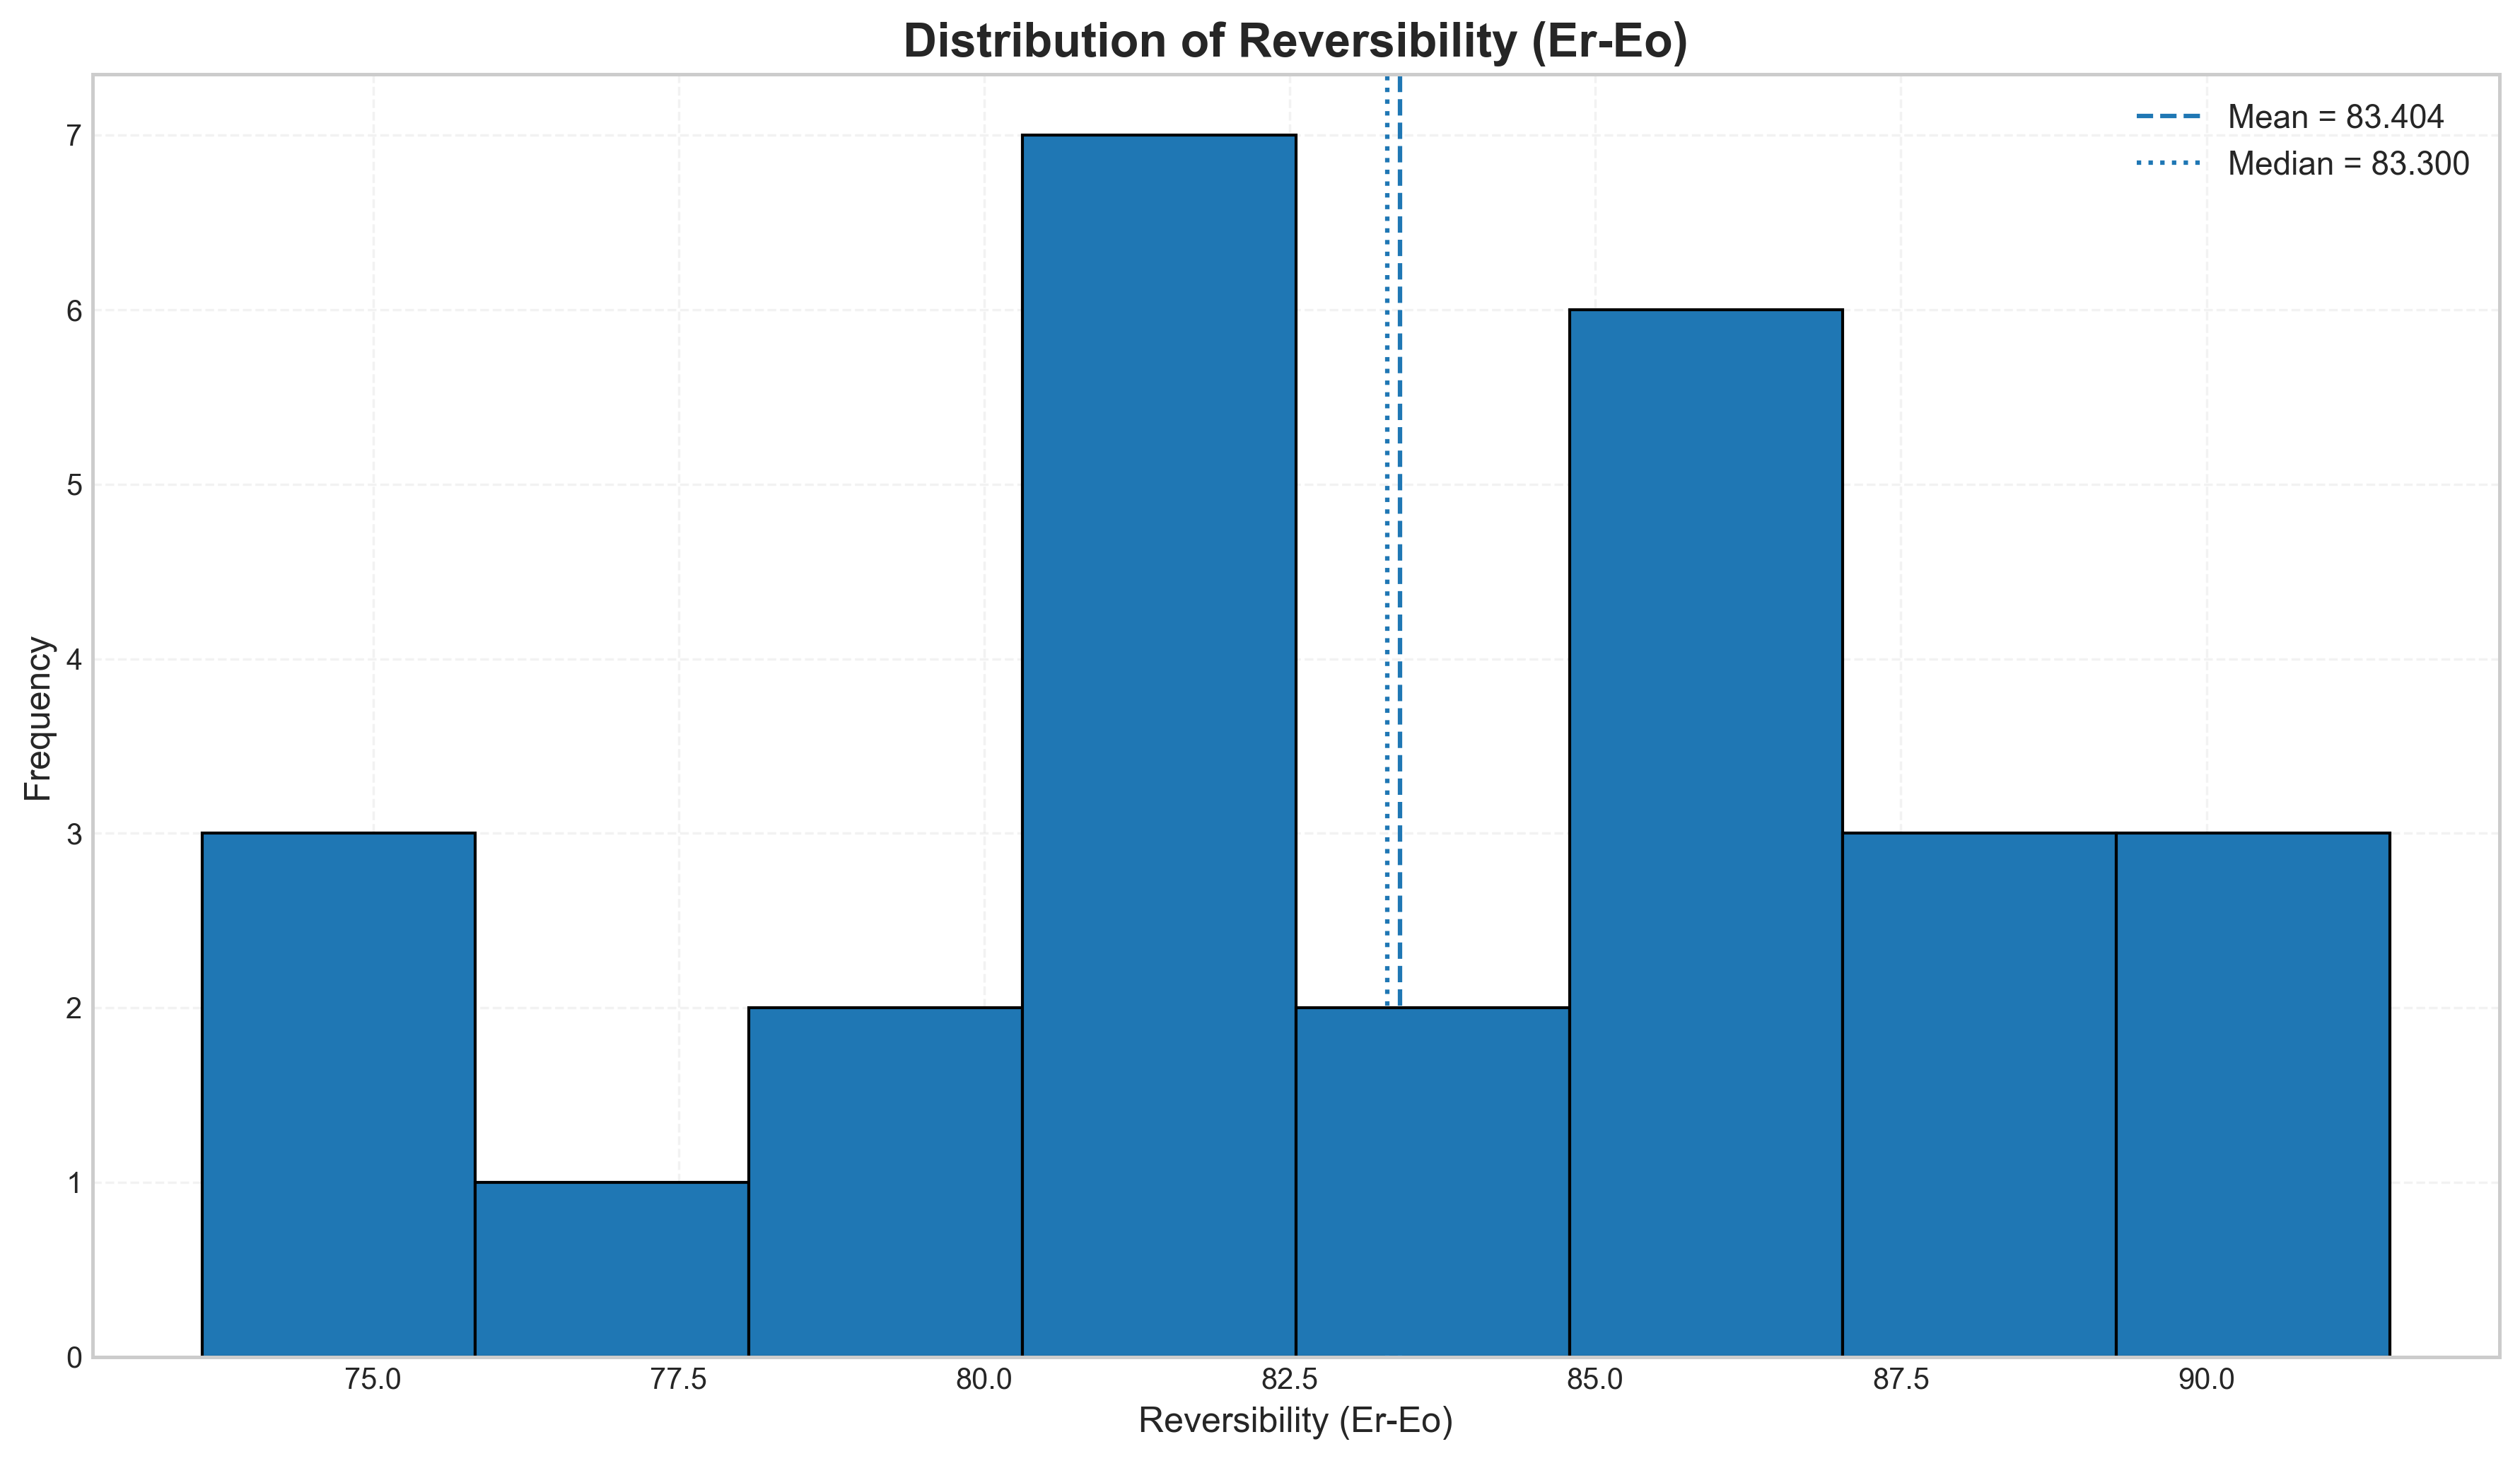 Distribution of Reversibility (Er-Eo)
Mean = 83.404
Median = 83.300
Frequency
7
6
5
4
3
2
1
0
75.0 77.5 80.0 82.5 85.0 87.5 90.0
Reversibility (Er-Eo)